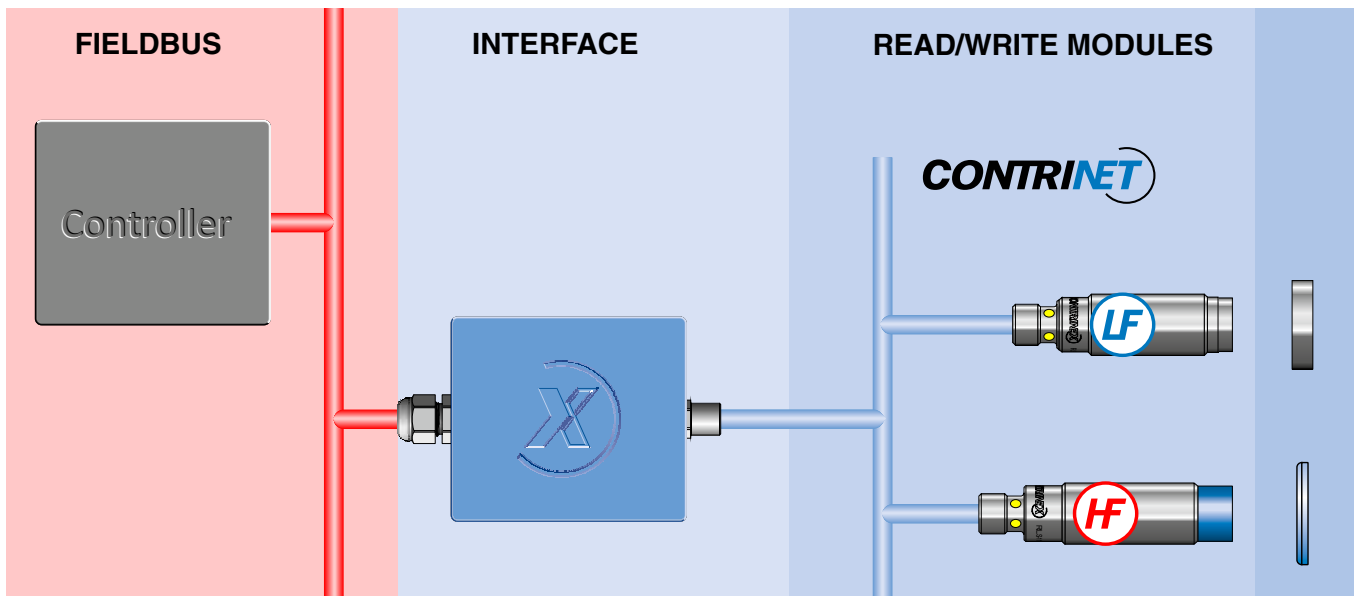 FIELDBUS
INTERFACE
READ/WRITE MODULES
CONTRINET
Controller
LF
X
HF